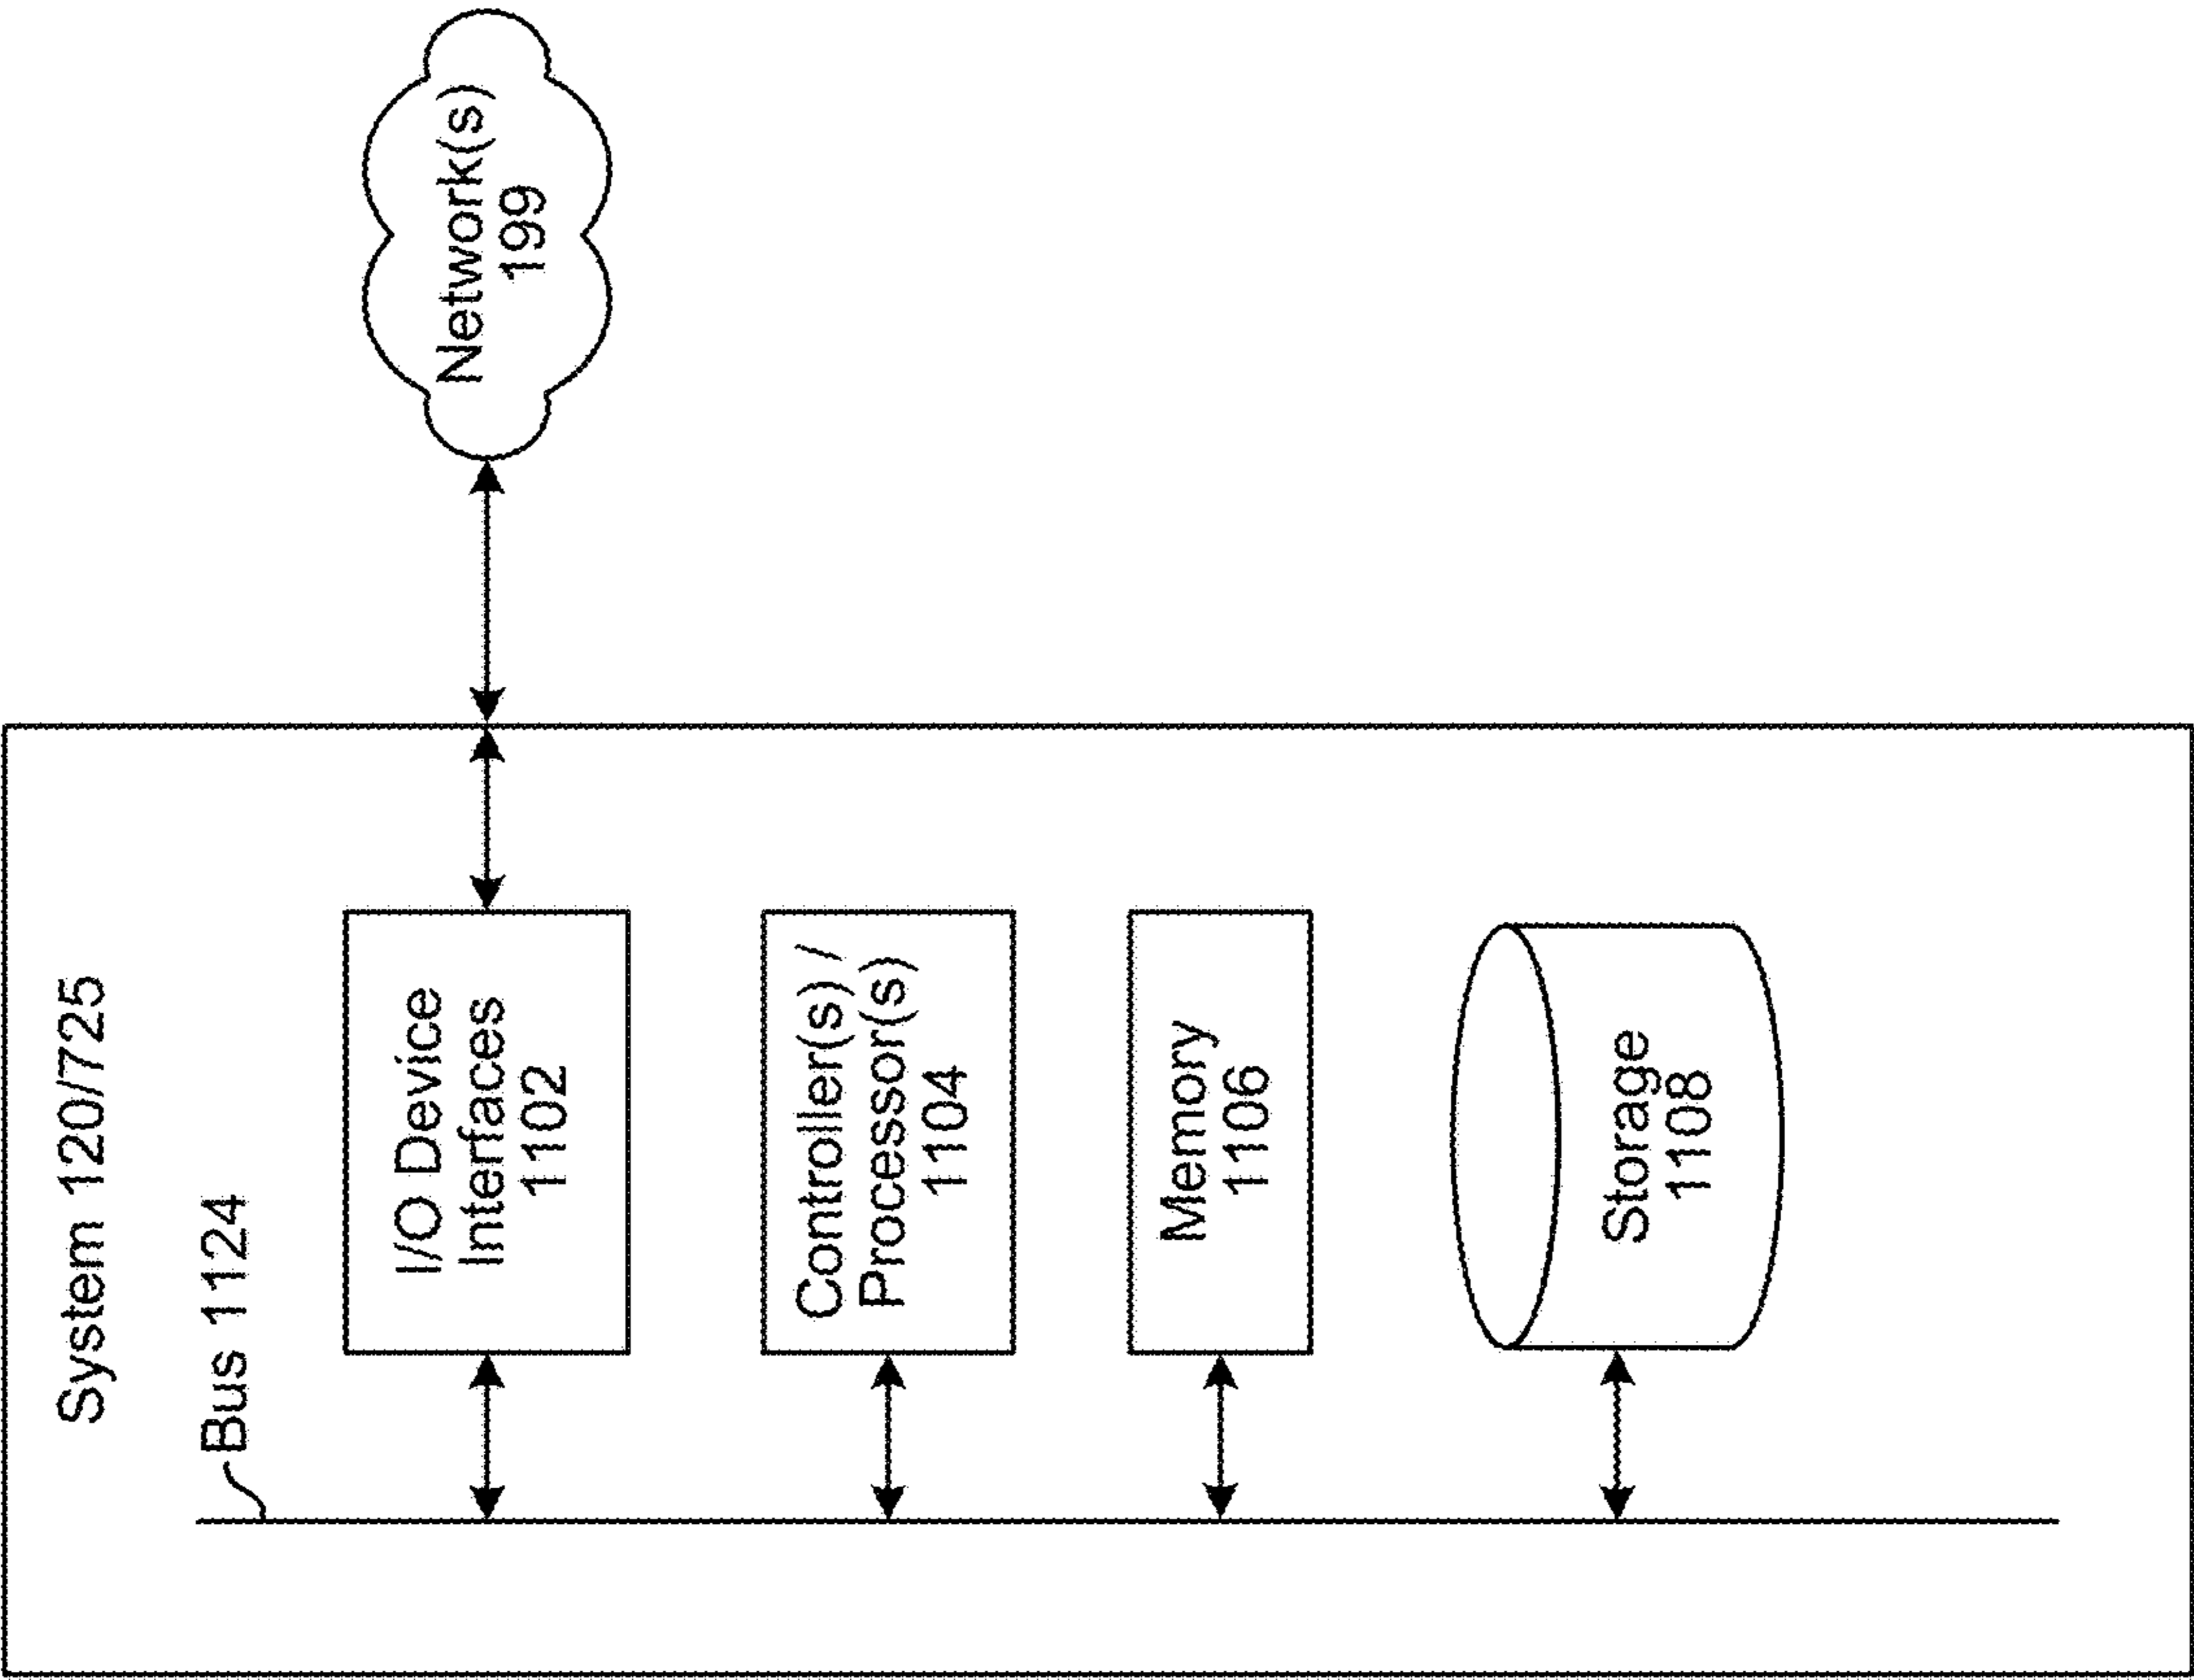 System 120/725
Bus 1124
I/O Device
Interfaces
1102
Controller(s) /
Processor(s)
1104
Memory
1106
Storage
1108
Network(s)
199